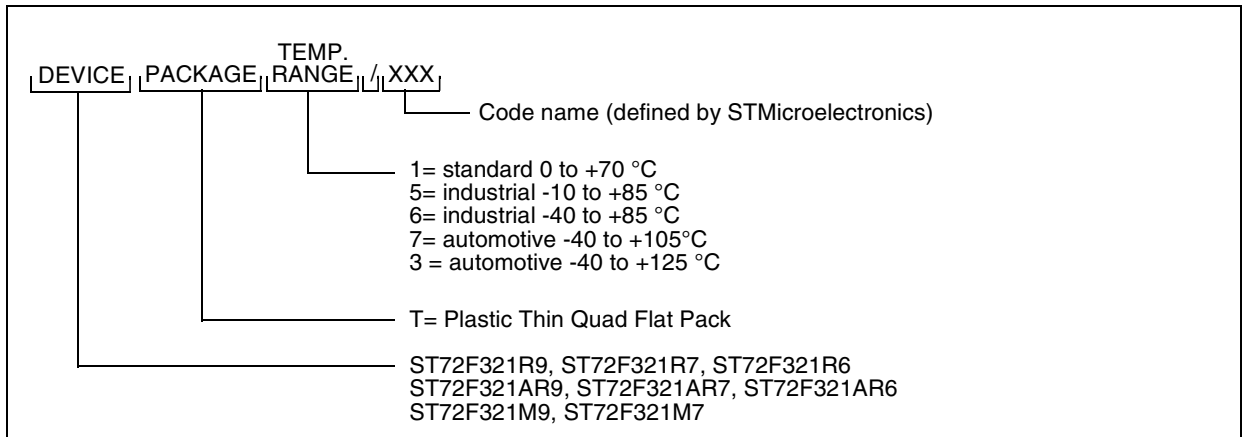 TEMP.
DEVICE PACKAGE RANGE / XXX
Code name (defined by STMicroelectronics)
1= standard 0 to +70 °C
5= industrial -10 to +85 °C
6= industrial -40 to +85 °C
7= automotive -40 to +105°C
3 = automotive -40 to +125 °C
T= Plastic Thin Quad Flat Pack
ST72F321R9, ST72F321R7, ST72F321R6
ST72F321AR9, ST72F321AR7, ST72F321AR6
ST72F321M9, ST72F321M7